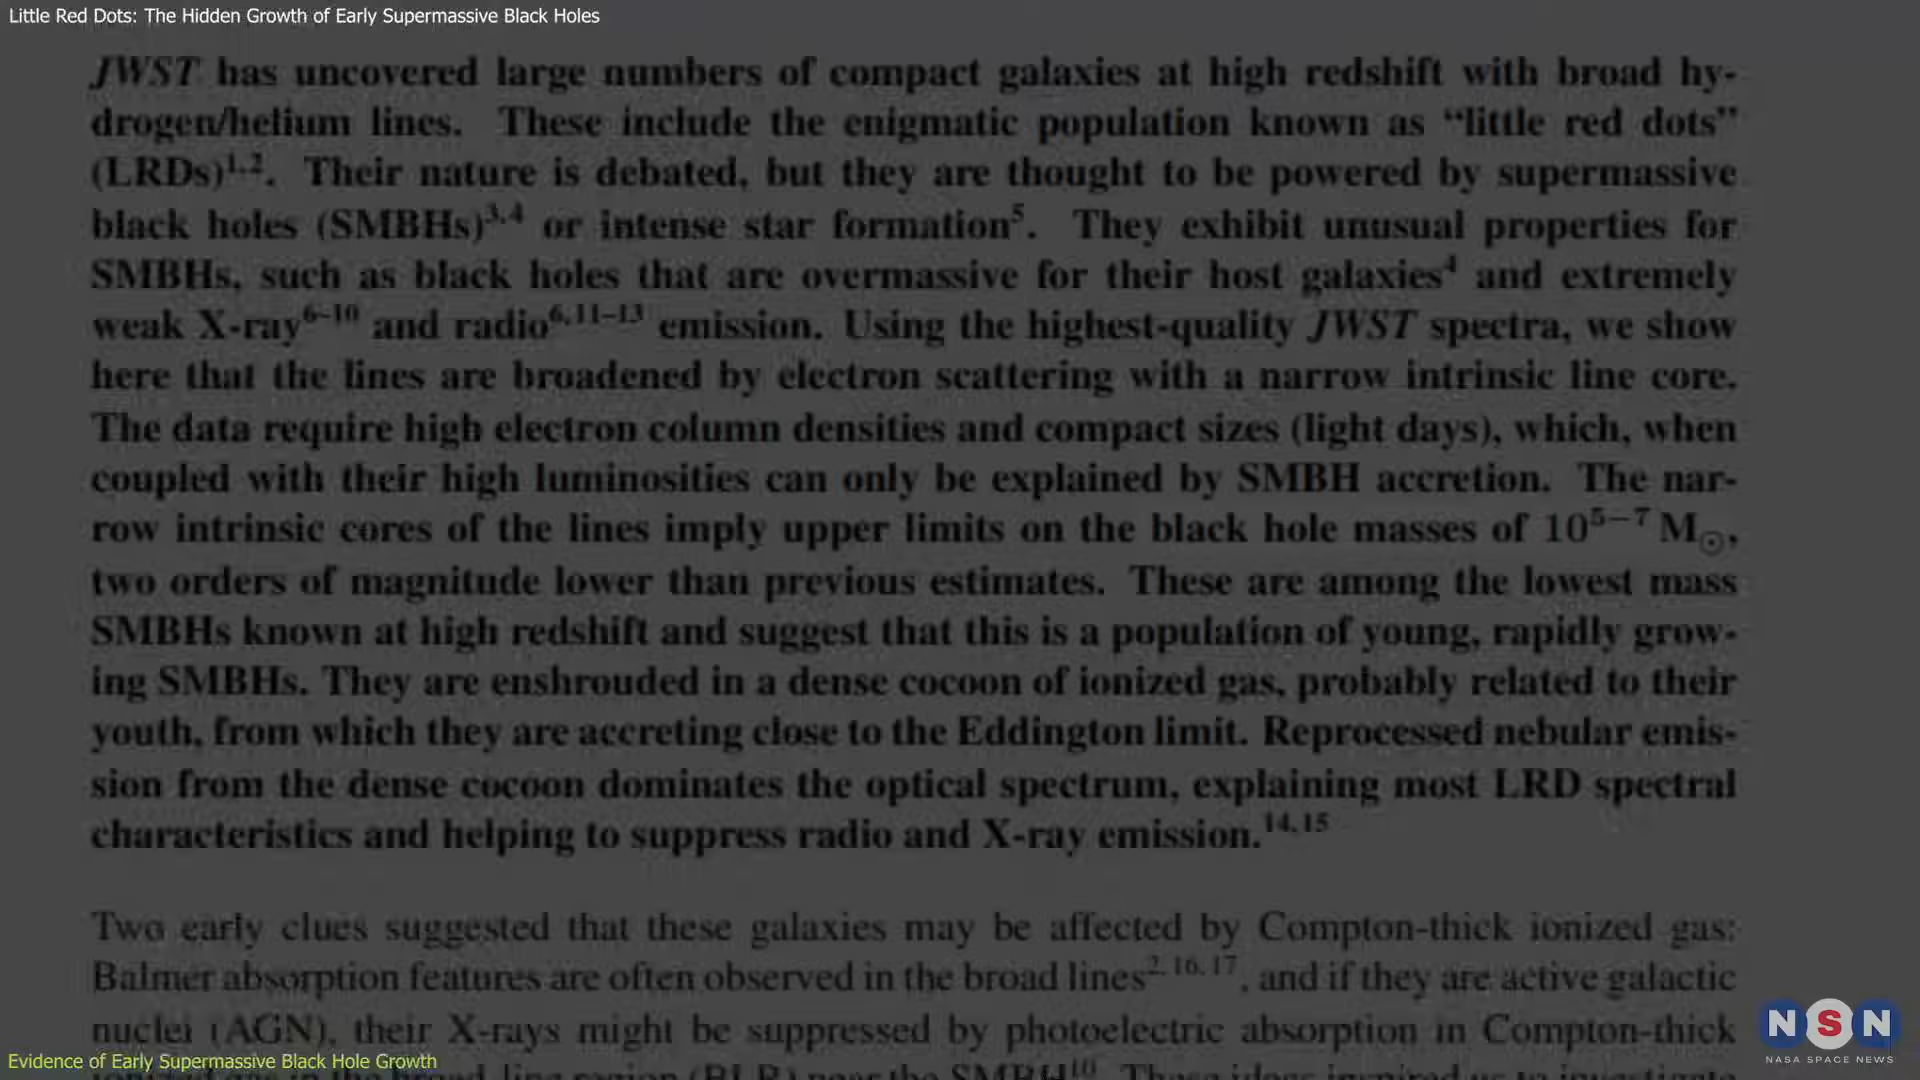 Little Red Dots: The Hidden Growth of Early Supermassive Black Holes
JWST has uncovered large numbers of compact galaxies at high redshift with broad hy-
drogen/helium lines. These include the enigmatic population known as “little red dots”
(LRDs)1,2. Their nature is debated, but they are thought to be powered by supermassive
black holes (SMBHs)3,4 or intense star formation5. They exhibit unusual properties for
SMBHs, such as black holes that are overmassive for their host galaxies4 and extremely
weak X-ray6–10 and radio6,11–13 emission. Using the highest-quality JWST spectra, we show
here that the lines are broadened by electron scattering with a narrow intrinsic line core.
The data require high electron column densities and compact sizes (light days), which, when
coupled with their high luminosities can only be explained by SMBH accretion. The nar-
row intrinsic cores of the lines imply upper limits on the black hole masses of 10^5−7 M⊙,
two orders of magnitude lower than previous estimates. These are among the lowest mass
SMBHs known at high redshift and suggest that this is a population of young, rapidly grow-
ing SMBHs. They are enshrouded in a dense cocoon of ionized gas, probably related to their
youth, from which they are accreting close to the Eddington limit. Reprocessed nebular emis-
sion from the dense cocoon dominates the optical spectrum, explaining most LRD spectral
characteristics and helping to suppress radio and X-ray emission.14,15
Two early clues suggested that these galaxies may be affected by Compton-thick ionized gas:
Balmer absorption features are often observed in the broad lines2,16,17, and if they are active galactic
nuclei (AGN), their X-rays might be suppressed by photoelectric absorption in Compton-thick
Evidence of Early Supermassive Black Hole Growth
NSN
NASA SPACE NEWS